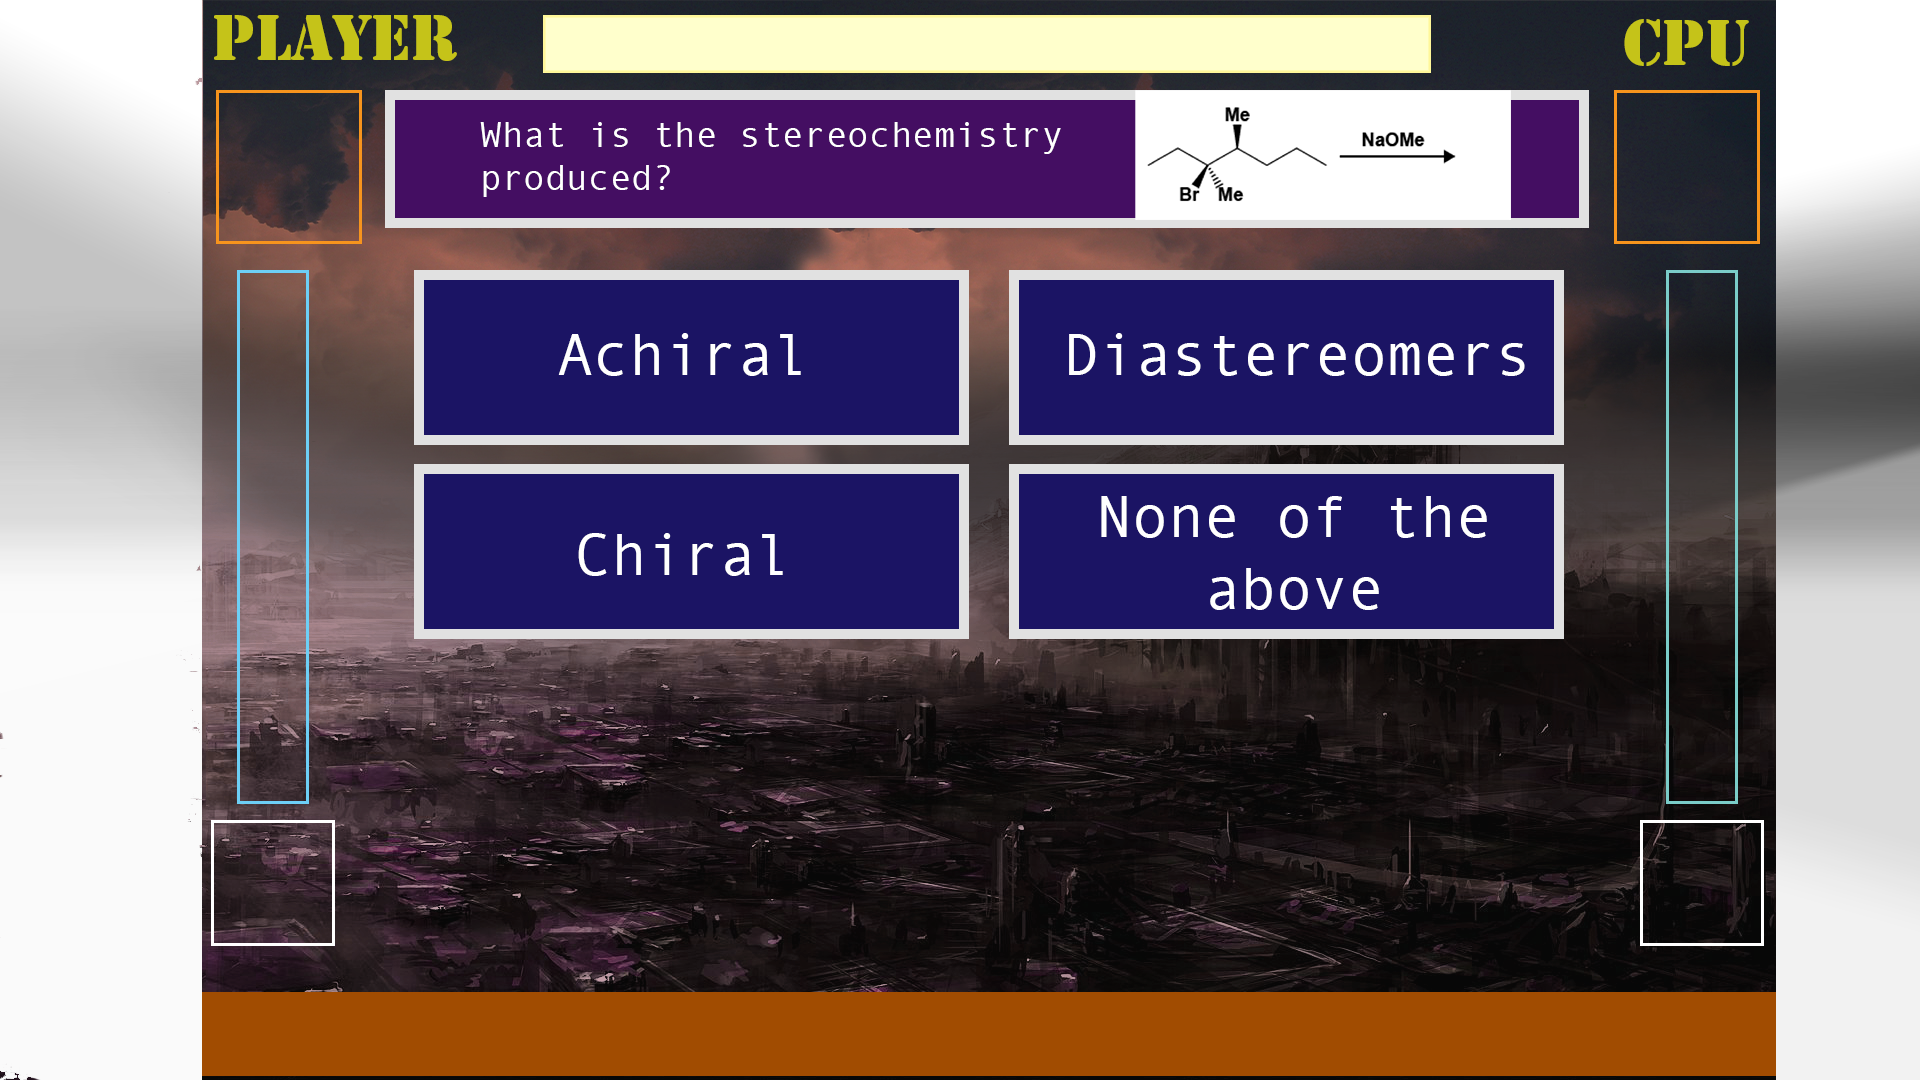 PLAYER
CPU
What is the stereochemistry
produced?
Me
NaOMe
Br Me
Achiral
Diastereomers
Chiral
None of the
above